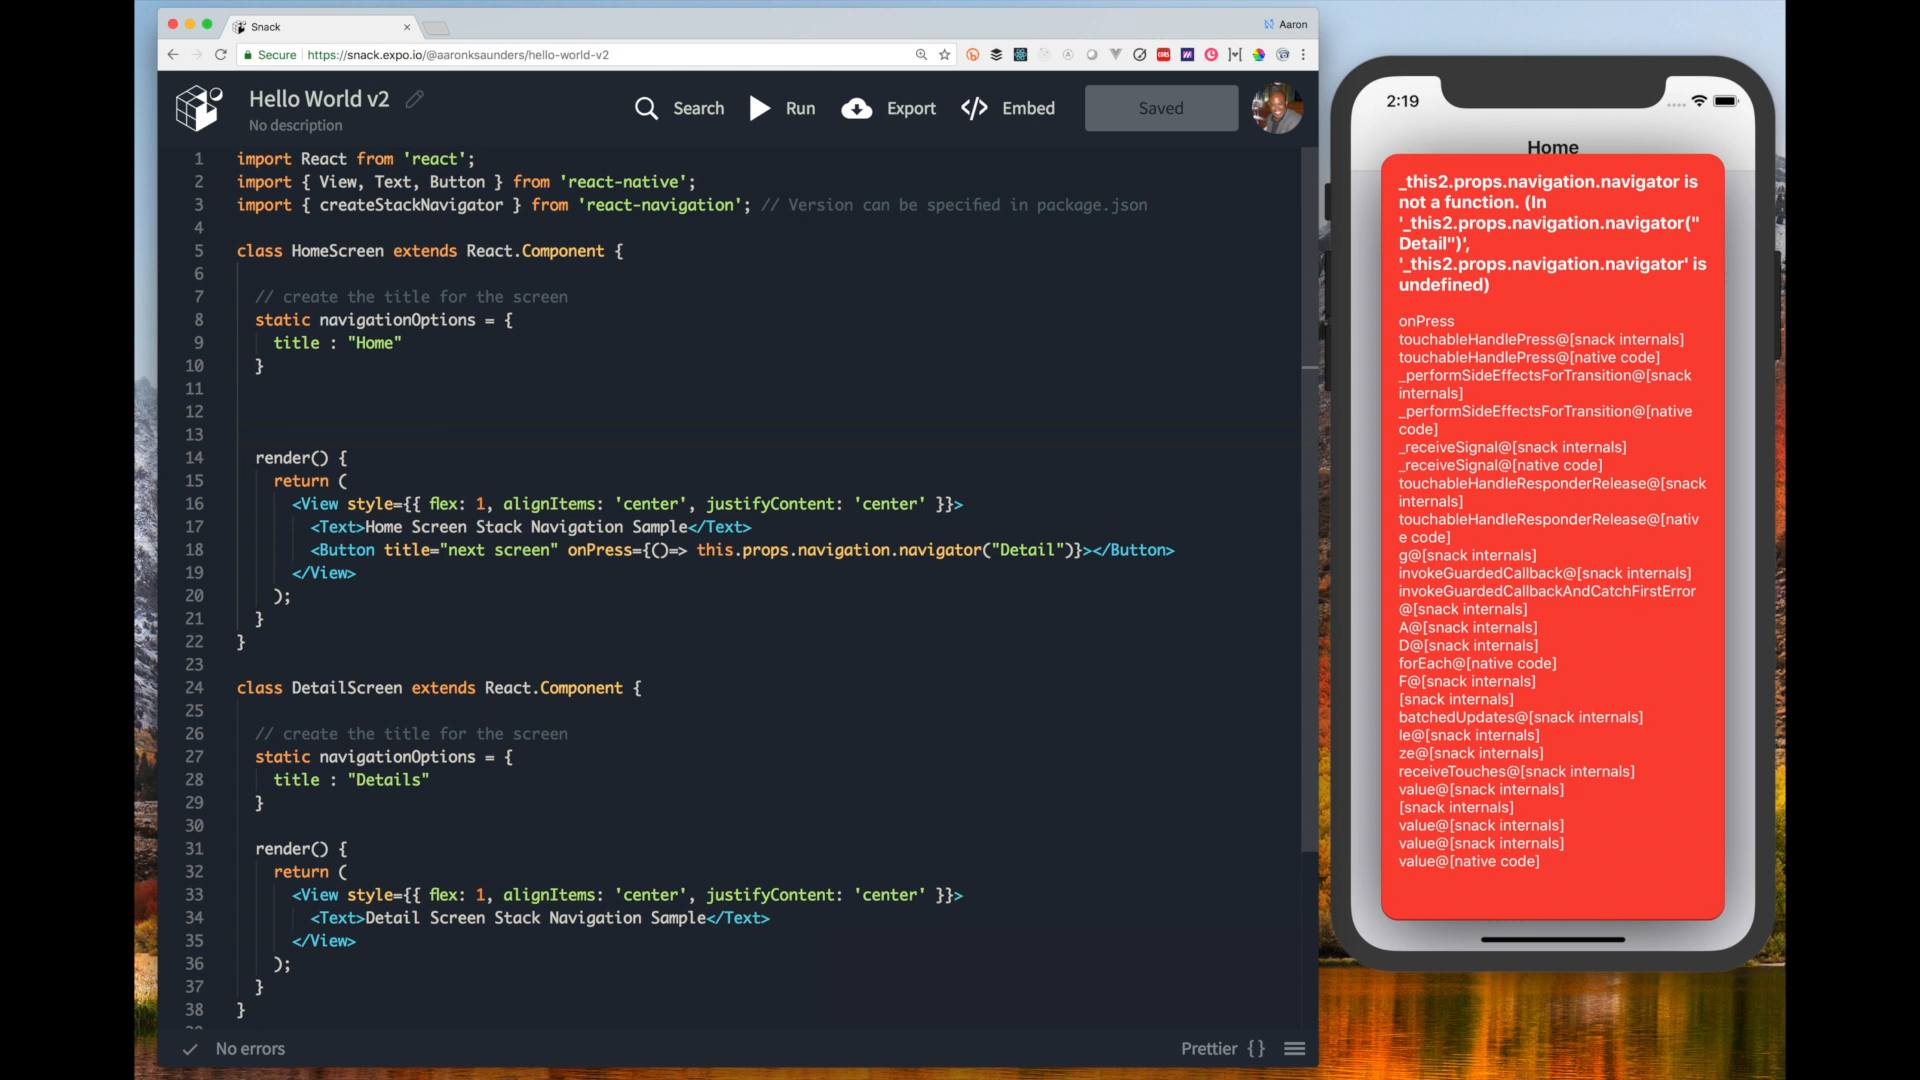 Snack
Aaron
Secure https://snack.expo.io/@aaronksaunders/hello-world-v2
Hello World v2
No description
Search
Run
Export
Embed
Saved
1 import React from 'react';
2 import { View, Text, Button } from 'react-native';
3 import { createStackNavigator } from 'react-navigation'; // Version can be specified in package.json
4
5 class HomeScreen extends React.Component {
6
7 // create the title for the screen
8 static navigationOptions = {
9 title : "Home"
10 }
11
12
13
14 render() {
15 return (
16 <View style={{ flex: 1, alignItems: 'center', justifyContent: 'center' }}>
17 <Text>Home Screen Stack Navigation Sample</Text>
18 <Button title="next screen" onPress={()=> this.props.navigation.navigator("Detail")}></Button>
19 </View>
20 );
21 }
22 }
23
24 class DetailScreen extends React.Component {
25
26 // create the title for the screen
27 static navigationOptions = {
28 title : "Details"
29 }
30
31 render() {
32 return (
33 <View style={{ flex: 1, alignItems: 'center', justifyContent: 'center' }}>
34 <Text>Detail Screen Stack Navigation Sample</Text>
35 </View>
36 );
37 }
38 }
No errors
Prettier {}
2:19
Home
_this2.props.navigation.navigator is
not a function. (In
'_this2.props.navigation.navigator("
Detail")',
'_this2.props.navigation.navigator' is
undefined)
onPress
touchableHandlePress@[snack internals]
touchableHandlePress@[native code]
_performSideEffectsForTransition@[snack
internals]
_performSideEffectsForTransition@[native
code]
_receiveSignal@[snack internals]
_receiveSignal@[native code]
touchableHandleResponderRelease@[snack
internals]
touchableHandleResponderRelease@[nativ
e code]
g@[snack internals]
invokeGuardedCallback@[snack internals]
invokeGuardedCallbackAndCatchFirstError
@[snack internals]
A@[snack internals]
D@[snack internals]
forEach@[native code]
F@[snack internals]
[snack internals]
batchedUpdates@[snack internals]
le@[snack internals]
ze@[snack internals]
receiveTouches@[snack internals]
value@[snack internals]
[snack internals]
value@[snack internals]
value@[snack internals]
value@[native code]